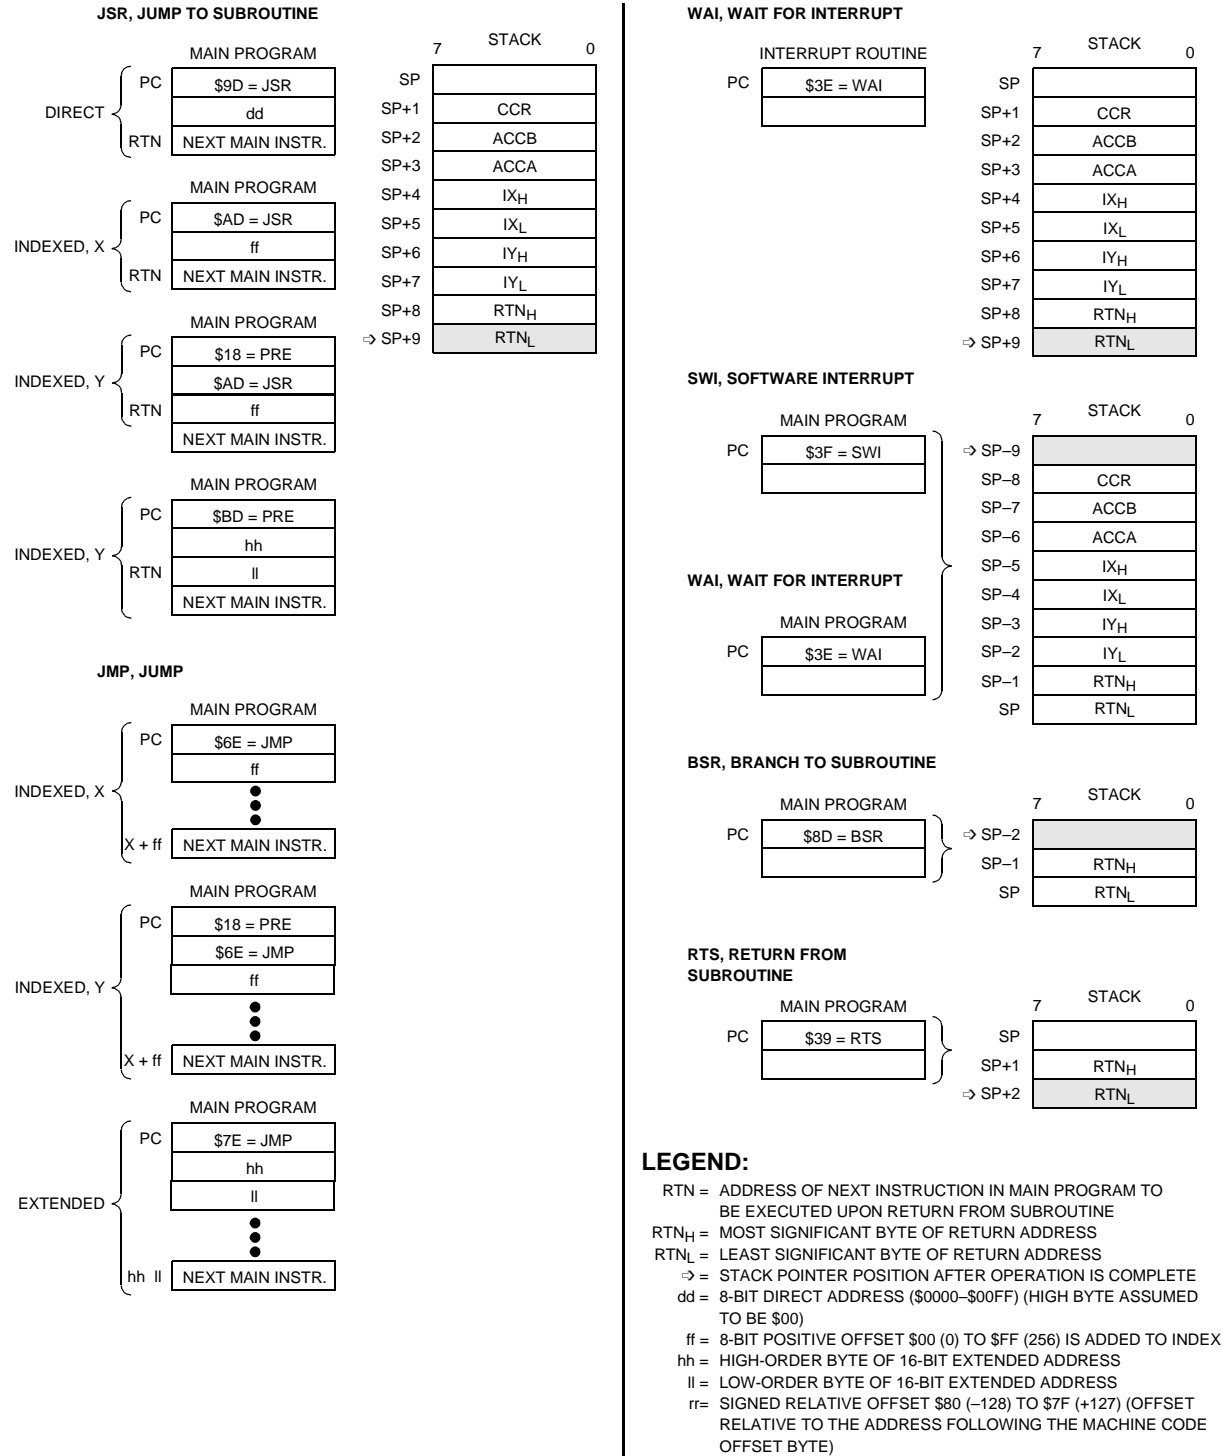 JSR, JUMP TO SUBROUTINE
MAIN PROGRAM
DIRECT
PC $9D = JSR
dd
RTN NEXT MAIN INSTR.
7 STACK 0
SP
SP+1 CCR
SP+2 ACCB
SP+3 ACCA
SP+4 IXH
SP+5 IXL
SP+6 IYH
SP+7 IYL
SP+8 RTNH
➩ SP+9 RTNL
MAIN PROGRAM
INDEXED, X
PC $AD = JSR
ff
RTN NEXT MAIN INSTR.
MAIN PROGRAM
INDEXED, Y
PC $18 = PRE
$AD = JSR
RTN ff
NEXT MAIN INSTR.
MAIN PROGRAM
INDEXED, Y
PC $BD = PRE
hh
RTN ll
NEXT MAIN INSTR.
JMP, JUMP
MAIN PROGRAM
INDEXED, X
PC $6E = JMP
ff
X + ff NEXT MAIN INSTR.
MAIN PROGRAM
INDEXED, Y
PC $18 = PRE
$6E = JMP
ff
X + ff NEXT MAIN INSTR.
MAIN PROGRAM
EXTENDED
PC $7E = JMP
hh
ll
hh ll NEXT MAIN INSTR.
WAI, WAIT FOR INTERRUPT
INTERRUPT ROUTINE
PC $3E = WAI
7 STACK 0
SP
SP+1 CCR
SP+2 ACCB
SP+3 ACCA
SP+4 IXH
SP+5 IXL
SP+6 IYH
SP+7 IYL
SP+8 RTNH
➩ SP+9 RTNL
SWI, SOFTWARE INTERRUPT
MAIN PROGRAM
PC $3F = SWI
WAI, WAIT FOR INTERRUPT
MAIN PROGRAM
PC $3E = WAI
7 STACK 0
➩ SP–9
SP–8 CCR
SP–7 ACCB
SP–6 ACCA
SP–5 IXH
SP–4 IXL
SP–3 IYH
SP–2 IYL
SP–1 RTNH
SP RTNL
BSR, BRANCH TO SUBROUTINE
MAIN PROGRAM
PC $8D = BSR
7 STACK 0
➩ SP–2
SP–1 RTNH
SP RTNL
RTS, RETURN FROM
SUBROUTINE
MAIN PROGRAM
PC $39 = RTS
7 STACK 0
SP
SP+1 RTNH
➩ SP+2 RTNL
LEGEND:
RTN = ADDRESS OF NEXT INSTRUCTION IN MAIN PROGRAM TO
BE EXECUTED UPON RETURN FROM SUBROUTINE
RTNH = MOST SIGNIFICANT BYTE OF RETURN ADDRESS
RTNL = LEAST SIGNIFICANT BYTE OF RETURN ADDRESS
➩ = STACK POINTER POSITION AFTER OPERATION IS COMPLETE
dd = 8-BIT DIRECT ADDRESS ($0000–$00FF) (HIGH BYTE ASSUMED
TO BE $00)
ff = 8-BIT POSITIVE OFFSET $00 (0) TO $FF (256) IS ADDED TO INDEX
hh = HIGH-ORDER BYTE OF 16-BIT EXTENDED ADDRESS
ll = LOW-ORDER BYTE OF 16-BIT EXTENDED ADDRESS
rr= SIGNED RELATIVE OFFSET $80 (–128) TO $7F (+127) (OFFSET
RELATIVE TO THE ADDRESS FOLLOWING THE MACHINE CODE
OFFSET BYTE)